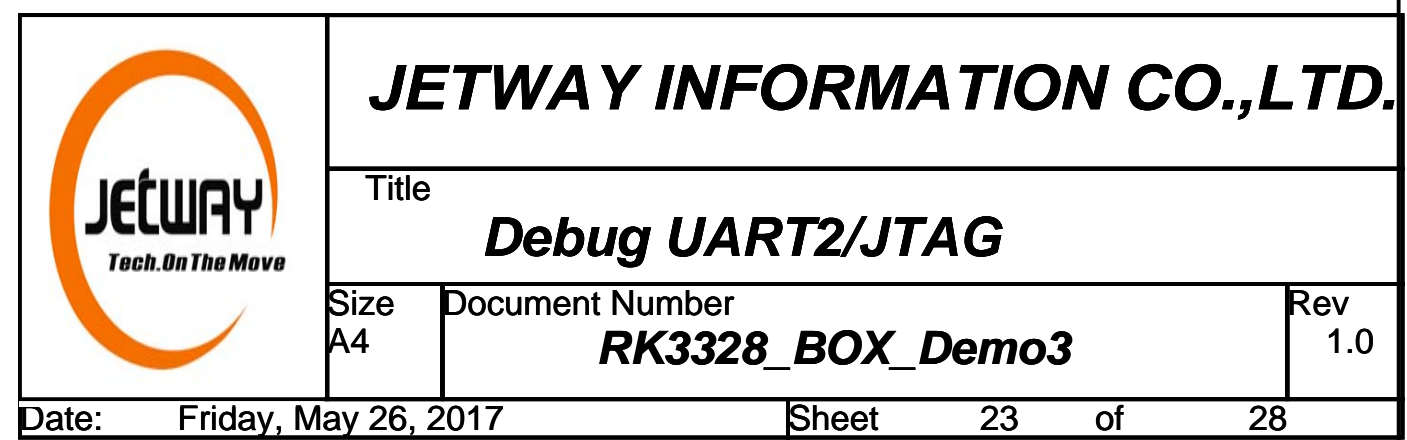 JETWAY INFORMATION CO.,LTD.
JETWAY
Tech.On The Move
Title
Debug UART2/JTAG
Size Document Number Rev
A4 RK3328_BOX_Demo3 1.0
Date: Friday, May 26, 2017 Sheet 23 of 28